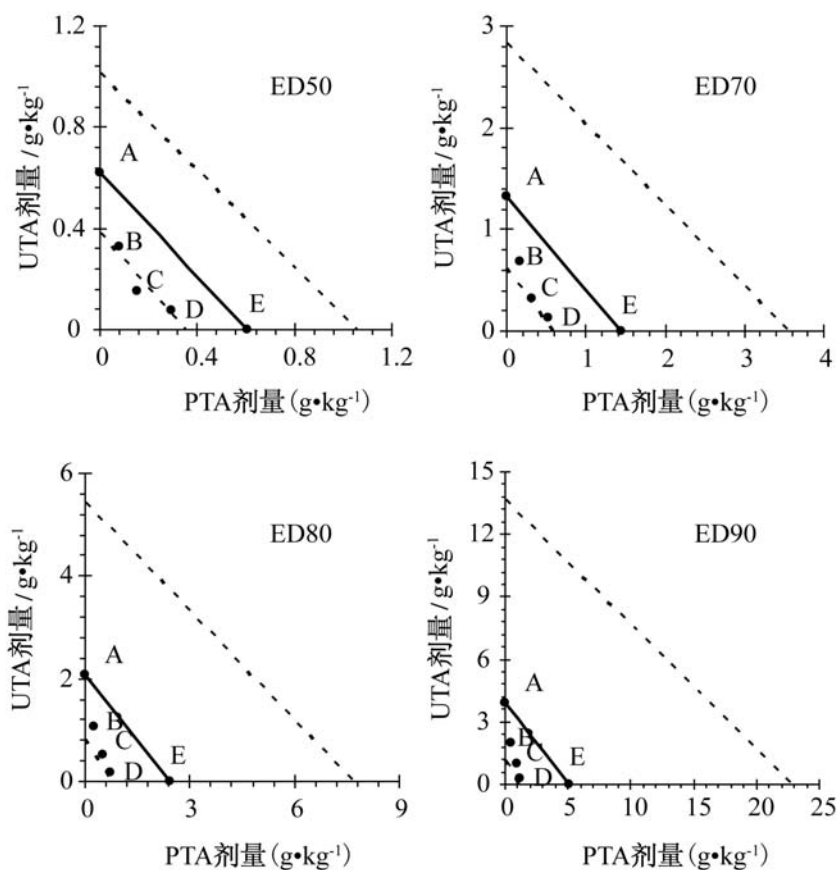 1.2
0.9
0.6
0.4
0
UTA剂量/g•kg-1
ED50
A
B
C
D
E
0 0.4 0.8 1.2
PTA剂量(g•kg-1)
3
2
1
0
UTA剂量/g•kg-1
ED70
A
B
C
D
E
0 1 2 3 4
PTA剂量(g•kg-1)
6
4
2
0
UTA剂量/g•kg-1
ED80
A
B
C
D
E
0 3 6 9
PTA剂量(g•kg-1)
15
12
9
6
3
0
UTA剂量/g•kg-1
ED90
A
B
C
D
E
0 5 10 15 20 25
PTA剂量(g•kg-1)